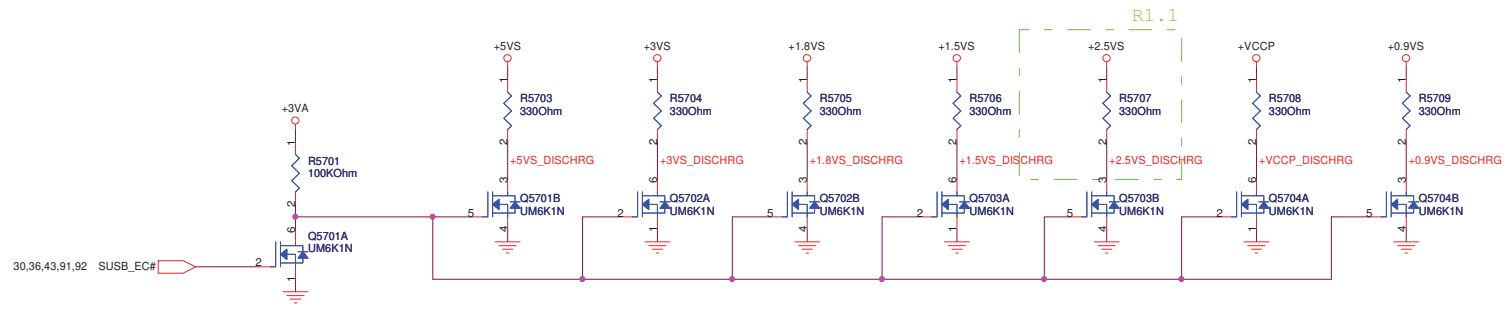 R1.1
+5VS
+3VS
+1.8VS
+1.5VS
+2.5VS
+VCCP
+0.9VS
1
R5703
330Ohm
2
1
R5704
330Ohm
2
1
R5705
330Ohm
2
1
R5706
330Ohm
2
1
R5707
330Ohm
2
1
R5708
330Ohm
2
1
R5709
330Ohm
2
+3VA
1
R5701
100KOhm
2
+5VS_DISCHRG
+3VS_DISCHRG
+1.8VS_DISCHRG
+1.5VS_DISCHRG
+2.5VS_DISCHRG
+VCCP_DISCHRG
+0.9VS_DISCHRG
3
Q5701B
UM6K1N
5
4
6
Q5702A
UM6K1N
2
1
3
Q5702B
UM6K1N
5
4
6
Q5703A
UM6K1N
2
1
3
Q5703B
UM6K1N
5
4
6
Q5704A
UM6K1N
2
1
3
Q5704B
UM6K1N
5
4
6
Q5701A
UM6K1N
2
1
30,36,43,91,92 SUSB_EC#